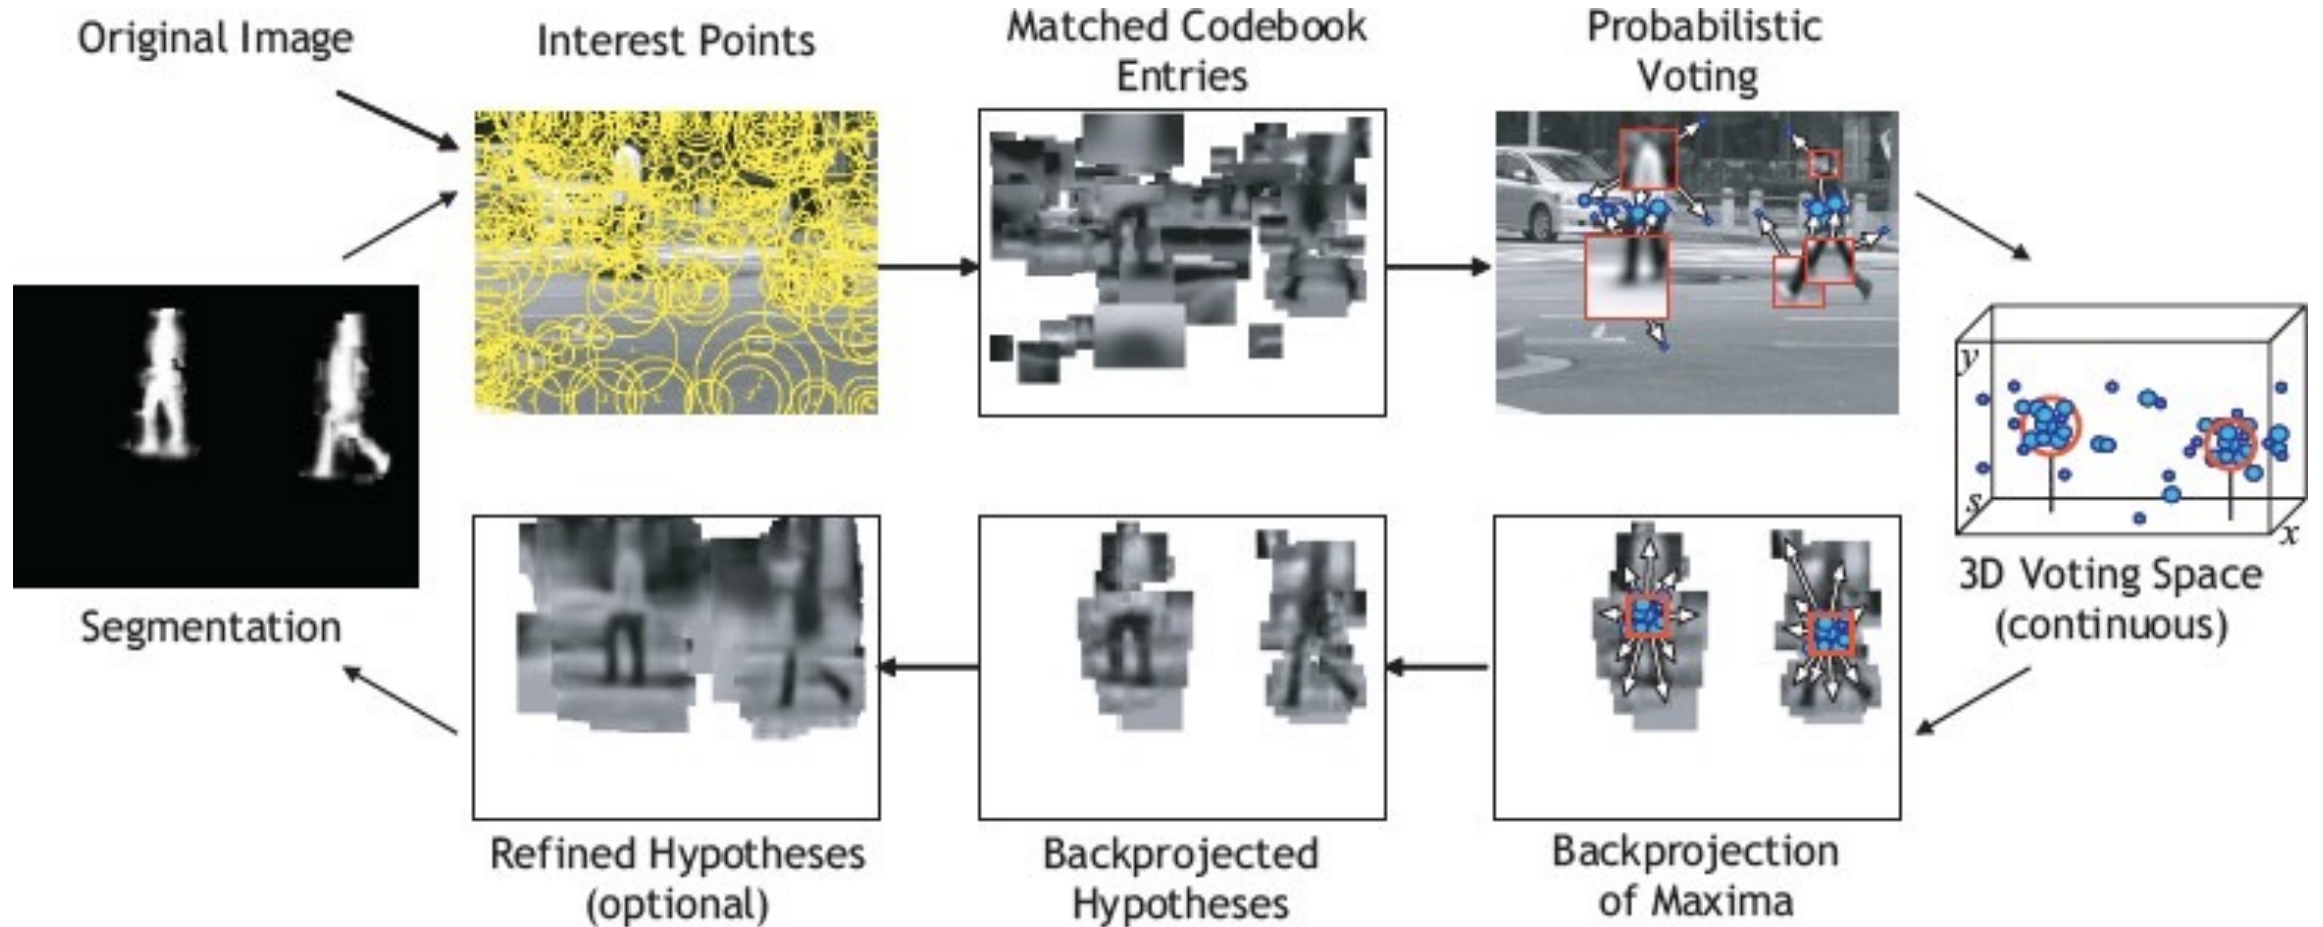 Original Image
Interest Points
Matched Codebook
Entries
Probabilistic
Voting
y
s
x
3D Voting Space
(continuous)
Segmentation
Refined Hypotheses
(optional)
Backprojected
Hypotheses
Backprojection
of Maxima